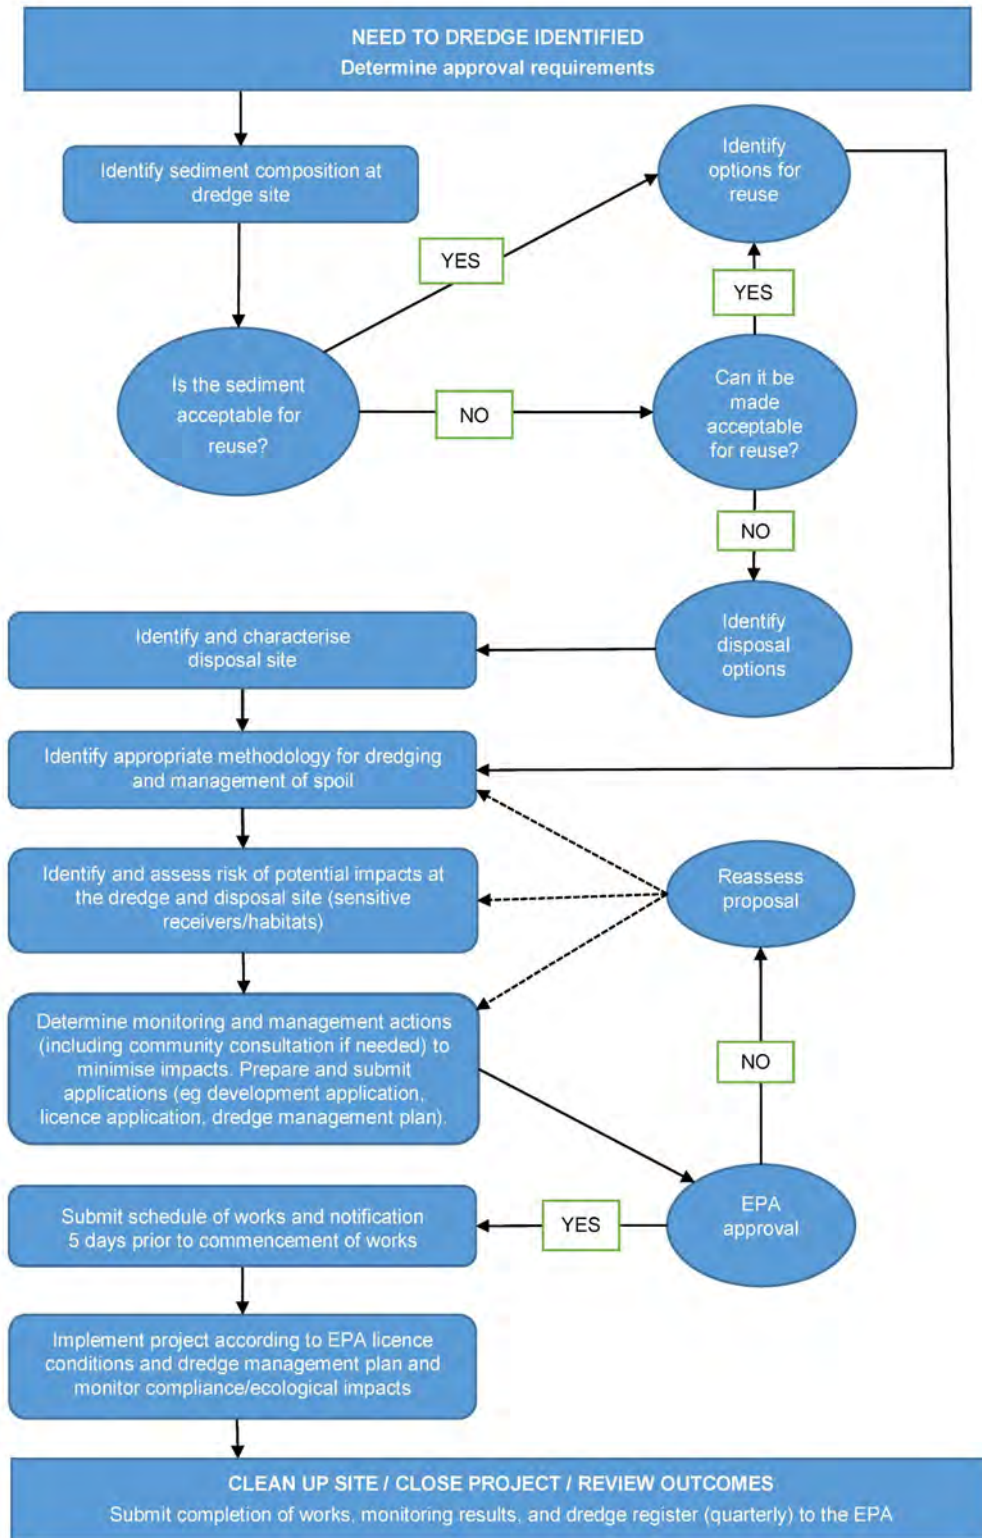 NEED TO DREDGE IDENTIFIED
Determine approval requirements
Identify sediment composition at
dredge site
Identify
options for
reuse
YES
YES
Is the sediment
acceptable for
reuse?
NO
Can it be
made
acceptable
for reuse?
NO
Identify
disposal
options
Identify and characterise
disposal site
Identify appropriate methodology for dredging
and management of spoil
Identify and assess risk of potential impacts at
the dredge and disposal site (sensitive
receivers/habitats)
Reassess
proposal
Determine monitoring and management actions
(including community consultation if needed) to
minimise impacts. Prepare and submit
applications (eg development application,
licence application, dredge management plan).
NO
EPA
approval
YES
Submit schedule of works and notification
5 days prior to commencement of works
Implement project according to EPA licence
conditions and dredge management plan and
monitor compliance/ecological impacts
CLEAN UP SITE / CLOSE PROJECT / REVIEW OUTCOMES
Submit completion of works, monitoring results, and dredge register (quarterly) to the EPA